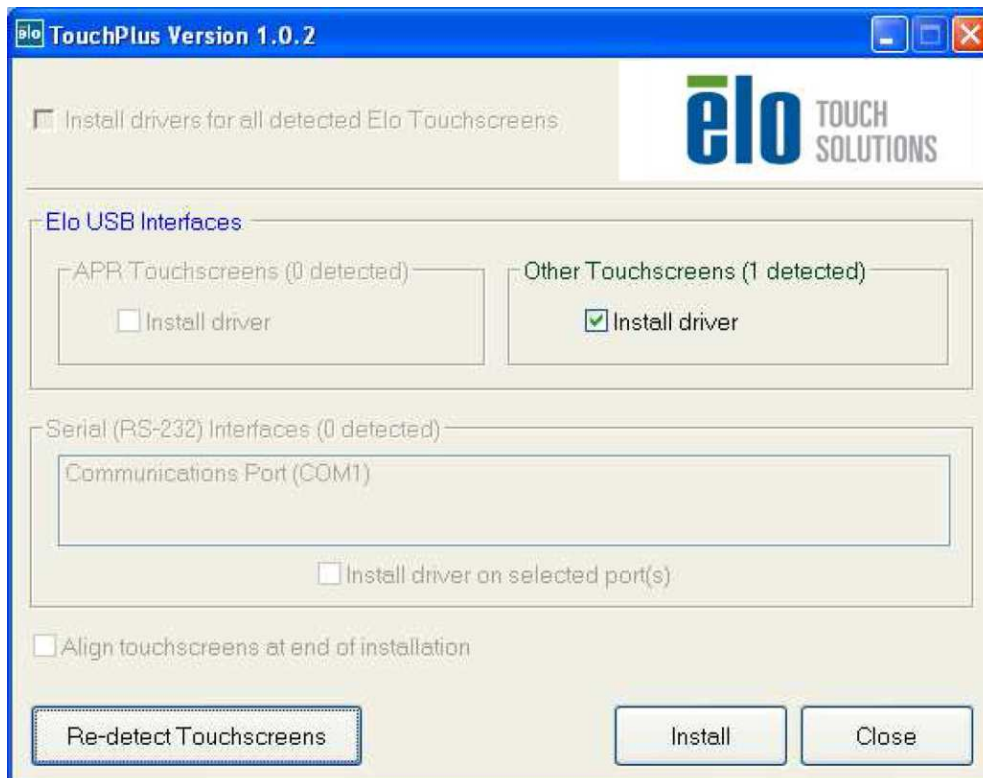 elo TouchPlus Version 1.0.2
Install drivers for all detected Elo Touchscreens
elo TOUCH
SOLUTIONS
Elo USB Interfaces
APR Touchscreens (0 detected)
Install driver
Other Touchscreens (1 detected)
Install driver
Serial (RS-232) Interfaces (0 detected)
Communications Port (COM1)
Install driver on selected port(s)
Align touchscreens at end of installation
Re-detect Touchscreens
Install
Close